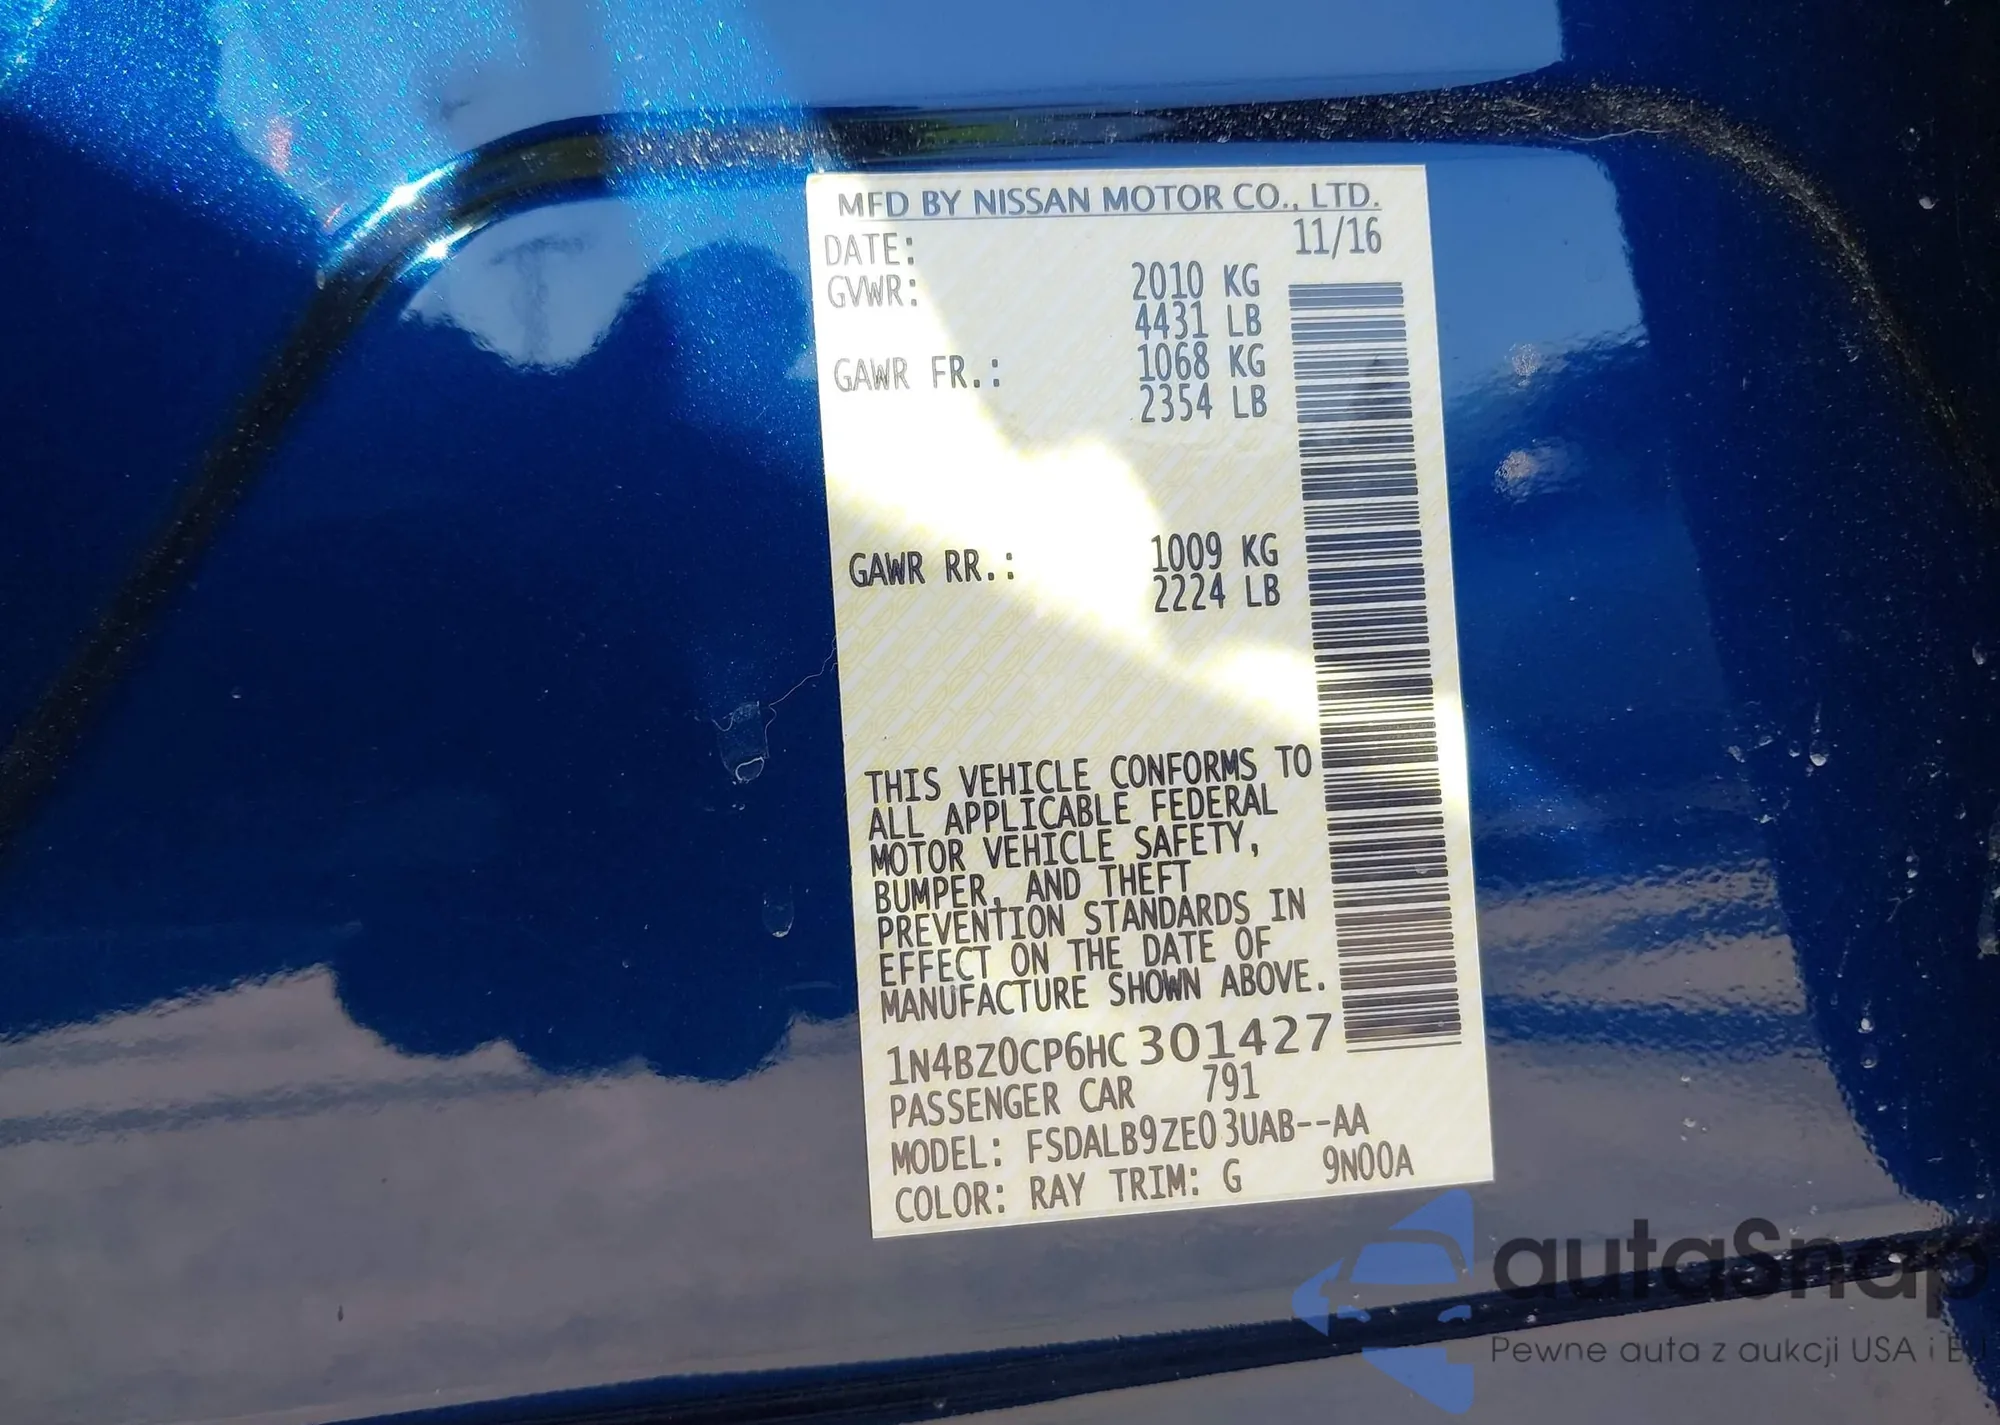 MFD BY NISSAN MOTOR CO., LTD.
DATE: 11/16
GVWR: 2010 KG
4431 LB
GAWR FR.: 1068 KG
2354 LB
GAWR RR.: 1009 KG
2224 LB
THIS VEHICLE CONFORMS TO
ALL APPLICABLE FEDERAL
MOTOR VEHICLE SAFETY,
BUMPER, AND THEFT
PREVENTION STANDARDS IN
EFFECT ON THE DATE OF
MANUFACTURE SHOWN ABOVE.
1N4BZ0CP6HC 301427
PASSENGER CAR 791
MODEL: FSDALB9ZE03UAB--AA
COLOR: RAY TRIM: G 9N00A
autaSnap
Pewne auta z aukcji USA i